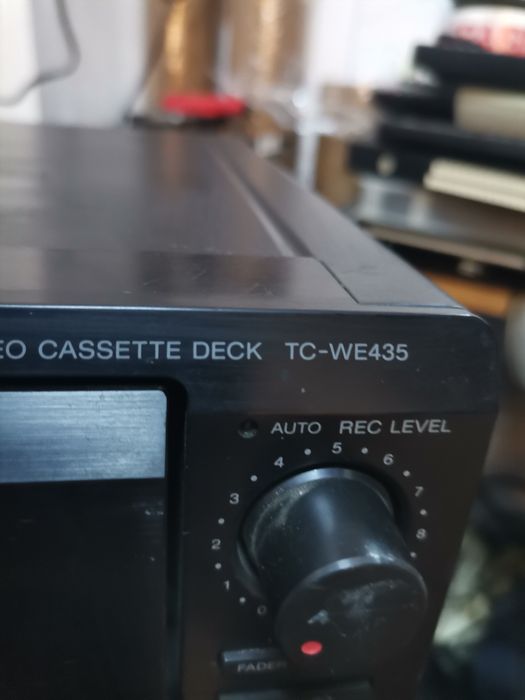 EO CASSETTE DECK TC-WE435
AUTO REC LEVEL
0 1 2 3 4 5 6 7 8
FADER